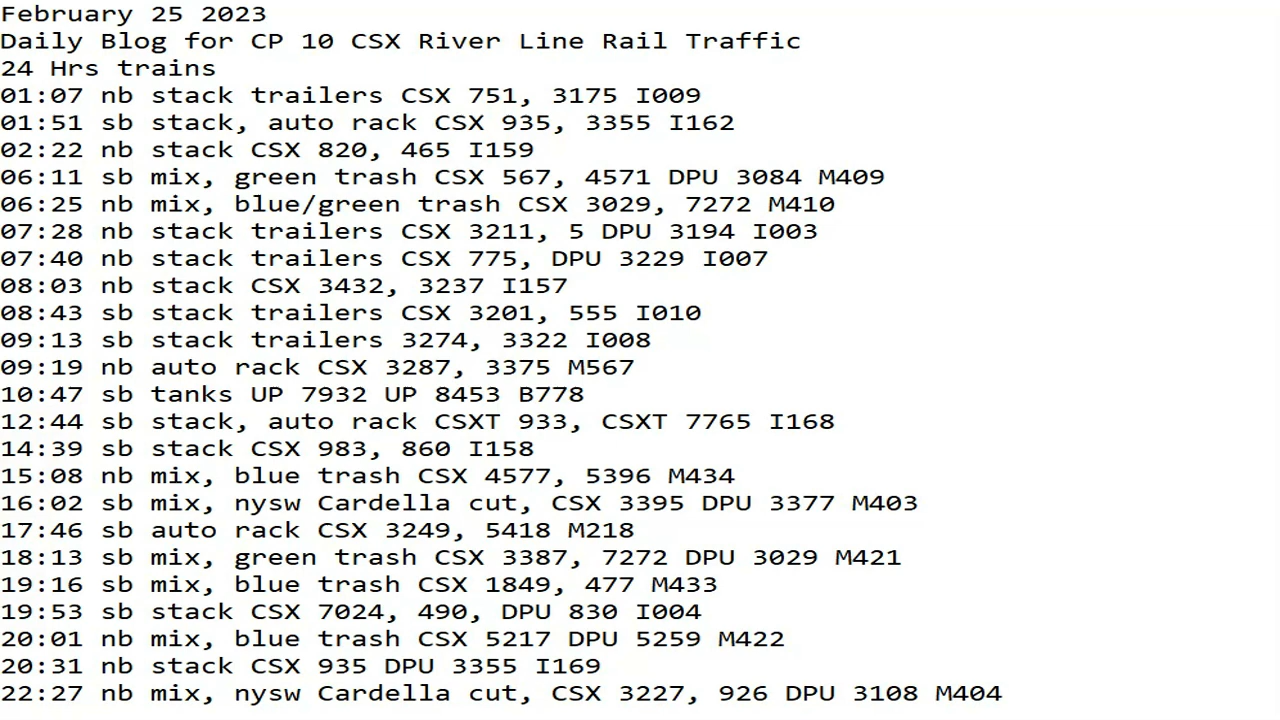 February 25 2023
Daily Blog for CP 10 CSX River Line Rail Traffic
24 Hrs trains
01:07 nb stack trailers CSX 751, 3175 I009
01:51 sb stack, auto rack CSX 935, 3355 I162
02:22 nb stack CSX 820, 465 I159
06:11 sb mix, green trash CSX 567, 4571 DPU 3084 M409
06:25 nb mix, blue/green trash CSX 3029, 7272 M410
07:28 nb stack trailers CSX 3211, 5 DPU 3194 I003
07:40 nb stack trailers CSX 775, DPU 3229 I007
08:03 nb stack CSX 3432, 3237 I157
08:43 sb stack trailers CSX 3201, 555 I010
09:13 sb stack trailers 3274, 3322 I008
09:19 nb auto rack CSX 3287, 3375 M567
10:47 sb tanks UP 7932 UP 8453 B778
12:44 sb stack, auto rack CSXT 933, CSXT 7765 I168
14:39 sb stack CSX 983, 860 I158
15:08 nb mix, blue trash CSX 4577, 5396 M434
16:02 sb mix, nysw Cardella cut, CSX 3395 DPU 3377 M403
17:46 sb auto rack CSX 3249, 5418 M218
18:13 sb mix, green trash CSX 3387, 7272 DPU 3029 M421
19:16 sb mix, blue trash CSX 1849, 477 M433
19:53 sb stack CSX 7024, 490, DPU 830 I004
20:01 nb mix, blue trash CSX 5217 DPU 5259 M422
20:31 nb stack CSX 935 DPU 3355 I169
22:27 nb mix, nysw Cardella cut, CSX 3227, 926 DPU 3108 M404